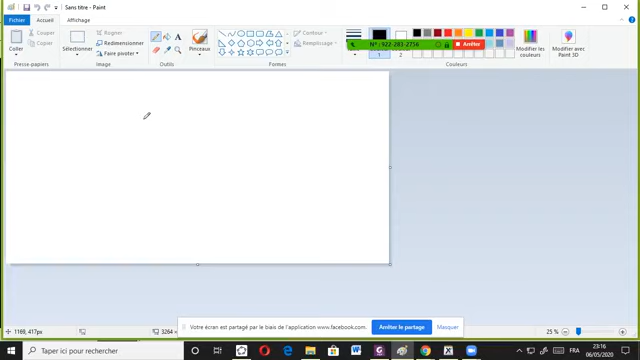 Sans titre - Paint
Fichier Accueil Affichage
Coller
Couper
Copier
Presse-papiers
Sélectionner
Rogner
Redimensionner
Faire pivoter
Image
A
Outils
Pinceaux
Formes
Contour
Remplissage
N° : 922-283-2756 Arrêter
1
2
Couleurs
Modifier les
couleurs
Modifier avec
Paint 3D
1169, 417px
3264 ×
25 %
Votre écran est partagé par le biais de l'application www.facebook.com.
Arrêter le partage
Masquer
Taper ici pour rechercher
FRA
23:16
06/05/2020